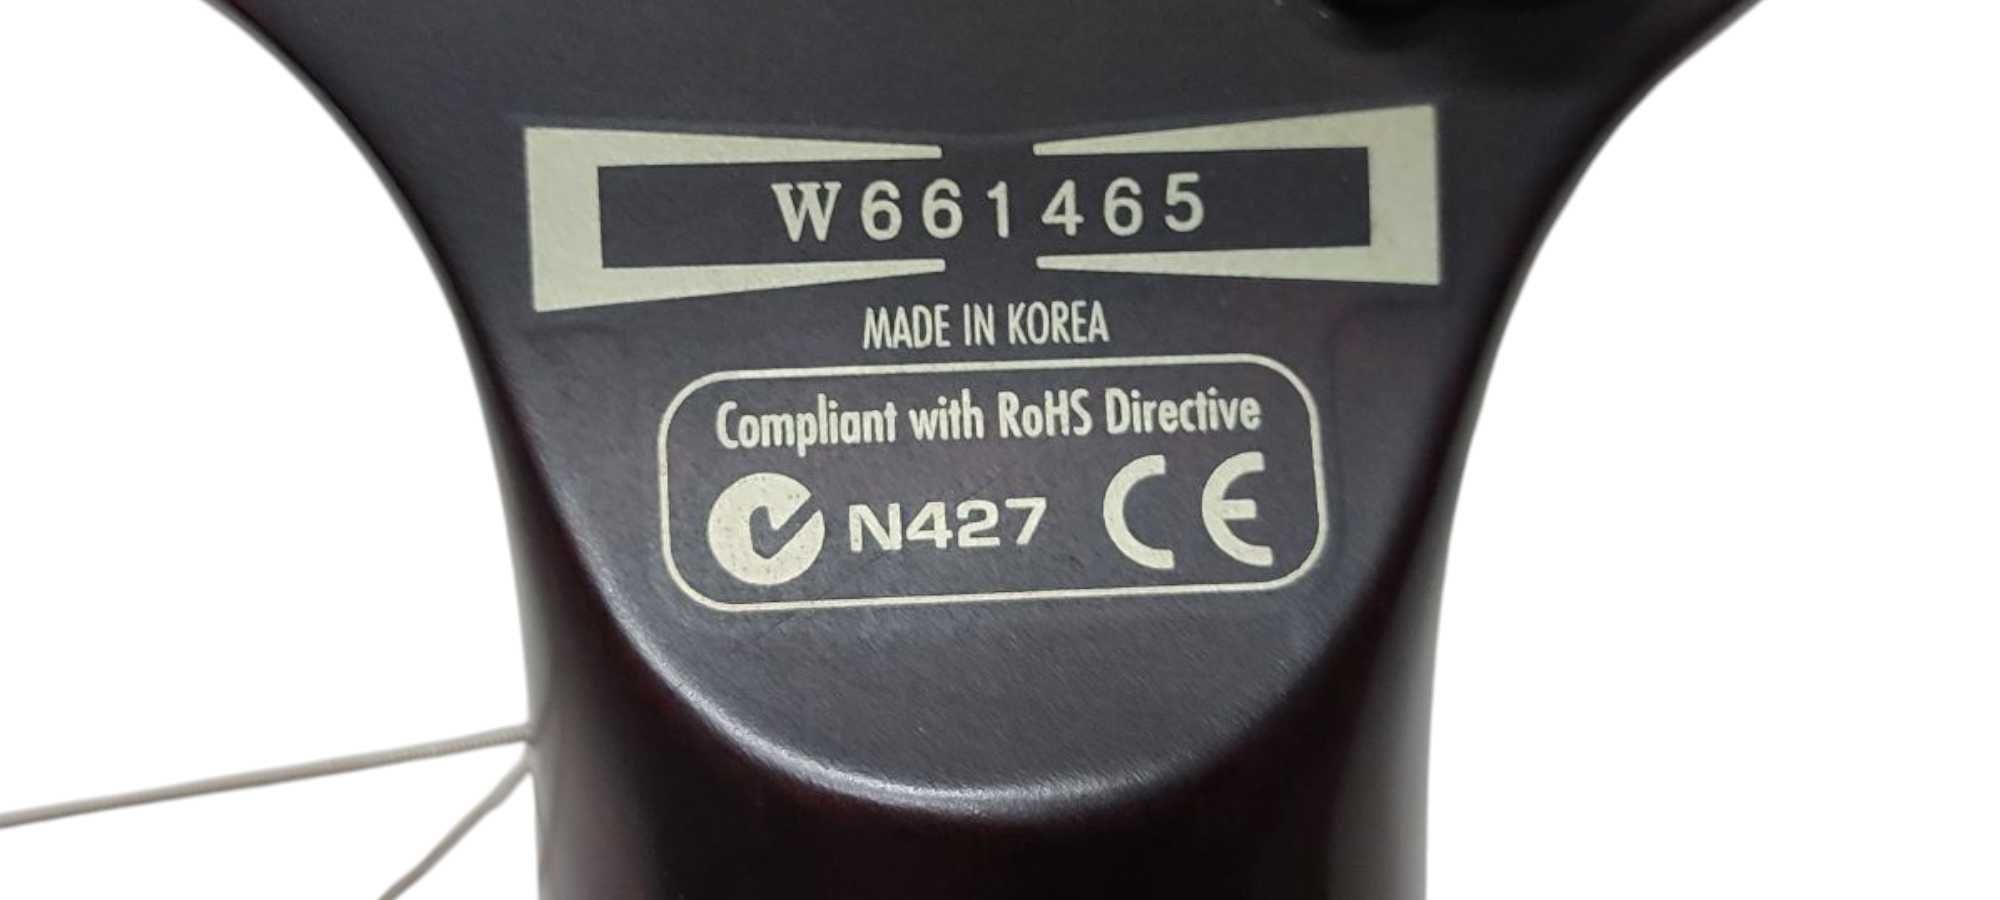 W661465
MADE IN KOREA
Compliant with RoHS Directive
N427 CE